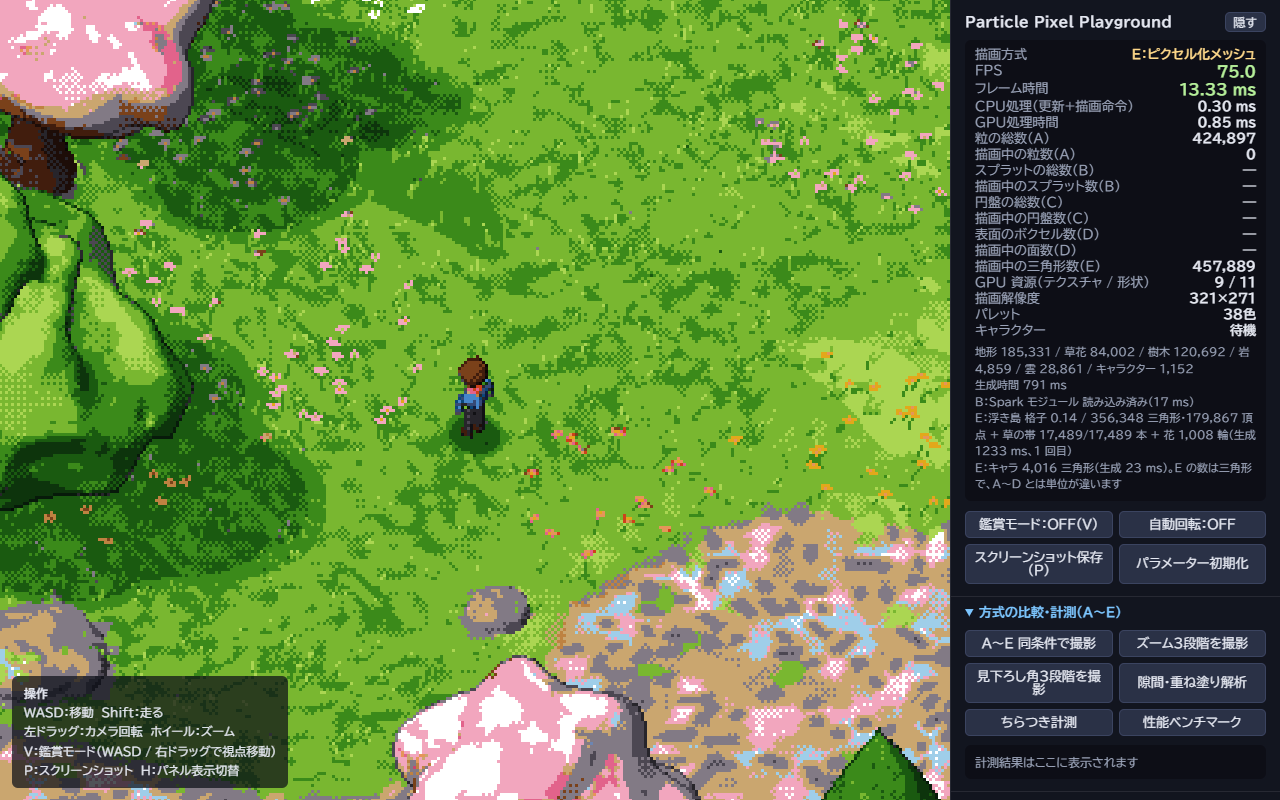 Particle Pixel Playground 隠す
描画方式 E:ピクセル化メッシュ
FPS 75.0
フレーム時間 13.33 ms
CPU処理(更新+描画命令) 0.30 ms
GPU処理時間 0.85 ms
粒の総数(A) 424,897
描画中の粒数(A) 0
スプラットの総数(B) —
描画中のスプラット数(B) —
円盤の総数(C) —
描画中の円盤数(C) —
表面のボクセル数(D) —
描画中の面数(D) —
描画中の三角形数(E) 457,889
GPU 資源(テクスチャ / 形状) 9 / 11
描画解像度 321×271
パレット 38色
キャラクター 待機
地形 185,331 / 草花 84,002 / 樹木 120,692 / 岩
4,859 / 雲 28,861 / キャラクター 1,152
生成時間 791 ms
B:Spark モジュール 読み込み済み(17 ms)
E:浮き島 格子 0.14 / 356,348 三角形・179,867 頂
点 + 草の帯 17,489/17,489 本 + 花 1,008 輪(生成
1233 ms、1 回目)
E:キャラ 4,016 三角形(生成 23 ms)。E の数は三角形
で、A〜D とは単位が違います
鑑賞モード:OFF(V) 自動回転:OFF
スクリーンショット保存
(P)
パラメーター初期化
▼ 方式の比較・計測(A〜E)
A〜E 同条件で撮影 ズーム3段階を撮影
見下ろし角3段階を撮
影
隙間・重ね塗り解析
ちらつき計測 性能ベンチマーク
計測結果はここに表示されます
操作
WASD:移動 Shift:走る
左ドラッグ:カメラ回転 ホイール:ズーム
V:鑑賞モード(WASD / 右ドラッグで視点移動)
P:スクリーンショット H:パネル表示切替